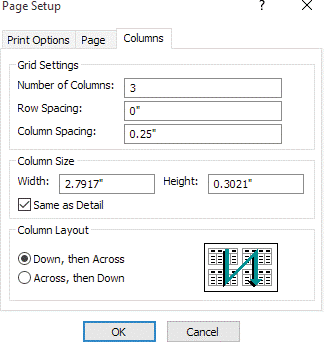 Page Setup ? X
Print Options Page Columns
Grid Settings
Number of Columns: 3
Row Spacing: 0"
Column Spacing: 0.25"
Column Size
Width: 2.7917" Height: 0.3021"
Same as Detail
Column Layout
Down, then Across
Across, then Down
OK Cancel